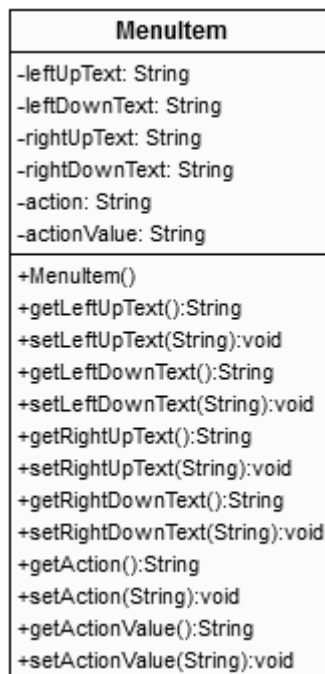 MenuItem
-leftUpText: String
-leftDownText: String
-rightUpText: String
-rightDownText: String
-action: String
-actionValue: String
+MenuItem()
+getLeftUpText():String
+setLeftUpText(String):void
+getLeftDownText():String
+setLeftDownText(String):void
+getRightUpText():String
+setRightUpText(String):void
+getRightDownText():String
+setRightDownText(String):void
+getAction():String
+setAction(String):void
+getActionValue():String
+setActionValue(String):void